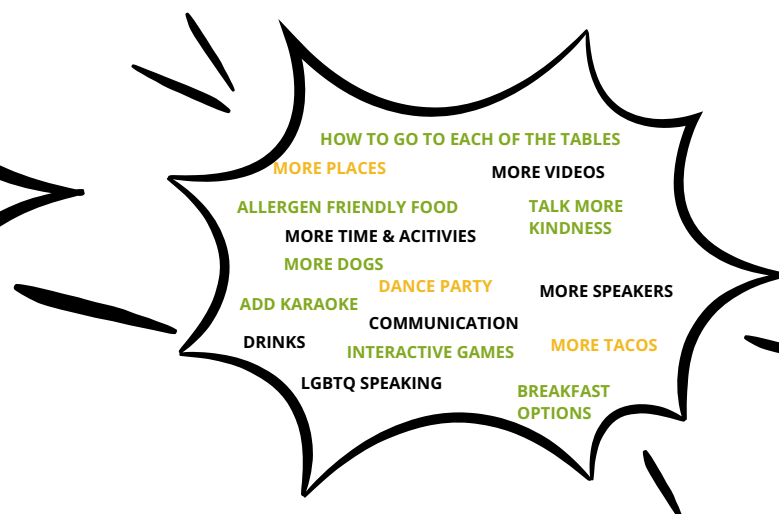 HOW TO GO TO EACH OF THE TABLES
MORE PLACES
MORE VIDEOS
ALLERGEN FRIENDLY FOOD
TALK MORE
KINDNESS
MORE TIME & ACITIVIES
MORE DOGS
DANCE PARTY
MORE SPEAKERS
ADD KARAOKE
COMMUNICATION
DRINKS
INTERACTIVE GAMES
MORE TACOS
LGBTQ SPEAKING
BREAKFAST
OPTIONS